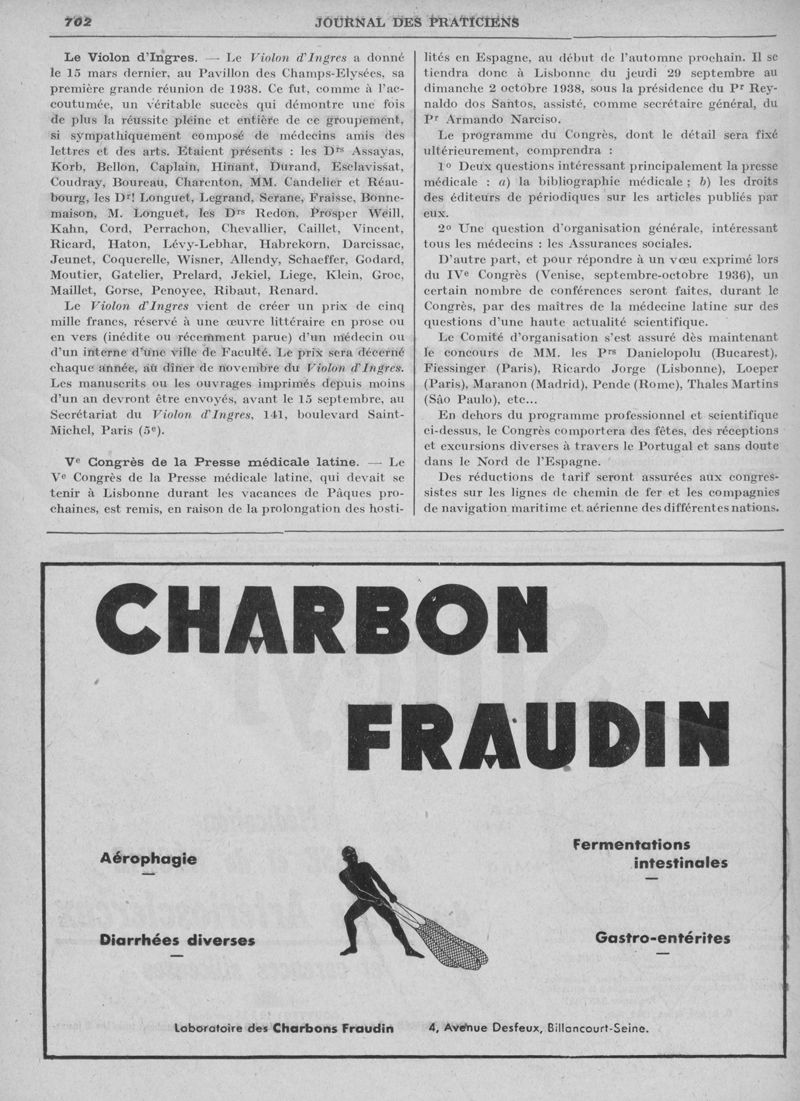 702
JOURNAL DES PRATICIENS
Le Violon d'Ingres. — Le Violon d'Ingres a donné
le 15 mars dernier, au Pavillon des Champs-Elysées, sa
première grande réunion de 1938. Ce fut, comme à l'ac-
coutumée, un véritable succès qui démontre une fois
de plus la réussite pleine et entière de ce groupement,
si sympathiquement composé de médecins amis des
lettres et des arts. Etaient présents : les Drs Assayas,
Korb, Bellon, Caplain, Hinant, Durand, Esclavissat,
Coudray, Boureau, Charenton, MM. Candelier et Réau-
bourg, les Dr! Longuet, Legrand, Serane, Fraisse, Bonne-
maison, M. Longuet, les Drs Redon, Prosper Weill,
Kahn, Cord, Perrachon, Chevallier, Caillet, Vincent,
Ricard, Haton, Lévy-Lebhar, Habrekorn, Darcissac,
Jeunet, Coquerelle, Wisner, Allendy, Schaeffer, Godard,
Moutier, Gatelier, Prelard, Jekiel, Liege, Klein, Groc,
Maillet, Gorse, Penoyee, Ribaut, Renard.
Le Violon d'Ingres vient de créer un prix de cinq
mille francs, réservé à une œuvre littéraire en prose ou
en vers (inédite ou récemment parue) d'un médecin ou
d'un interne d'une ville de Faculté. Le prix sera décerné
chaque année, au dîner de novembre du Violon d'Ingres.
Les manuscrits ou les ouvrages imprimés depuis moins
d'un an devront être envoyés, avant le 15 septembre, au
Secrétariat du Violon d'Ingres, 141, boulevard Saint-
Michel, Paris (5e).
Ve Congrès de la Presse médicale latine. — Le
Ve Congrès de la Presse médicale latine, qui devait se
tenir à Lisbonne durant les vacances de Pâques pro-
chaines, est remis, en raison de la prolongation des hosti-
lités en Espagne, au début de l'automne prochain. Il se
tiendra donc à Lisbonne du jeudi 29 septembre au
dimanche 2 octobre 1938, sous la présidence du Pr Rey-
naldo dos Santos, assisté, comme secrétaire général, du
Pr Armando Narciso.
Le programme du Congrès, dont le détail sera fixé
ultérieurement, comprendra :
1o Deux questions intéressant principalement la presse
médicale : a) la bibliographie médicale ; b) les droits
des éditeurs de périodiques sur les articles publiés par
eux.
2o Une question d'organisation générale, intéressant
tous les médecins : les Assurances sociales.
D'autre part, et pour répondre à un vœu exprimé lors
du IVe Congrès (Venise, septembre-octobre 1936), un
certain nombre de conférences seront faites, durant le
Congrès, par des maîtres de la médecine latine sur des
questions d'une haute actualité scientifique.
Le Comité d'organisation s'est assuré dès maintenant
le concours de MM. les Prs Danielopolu (Bucarest),
Fiessinger (Paris), Ricardo Jorge (Lisbonne), Loeper
(Paris), Maranon (Madrid), Pende (Rome), Thales Martins
(Sâo Paulo), etc...
En dehors du programme professionnel et scientifique
ci-dessus, le Congrès comportera des fêtes, des réceptions
et excursions diverses à travers le Portugal et sans doute
dans le Nord de l'Espagne.
Des réductions de tarif seront assurées aux congres-
sistes sur les lignes de chemin de fer et les compagnies
de navigation maritime et aérienne des différentes nations.
CHARBON
FRAUDIN
Aérophagie
Fermentations
intestinales
Diarrhées diverses
Gastro-entérites
Laboratoire des Charbons Fraudin 4, Avenue Desfeux, Billancourt-Seine.